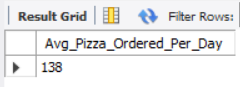 Result Grid Filter Rows:
Avg_Pizza_Ordered_Per_Day
138